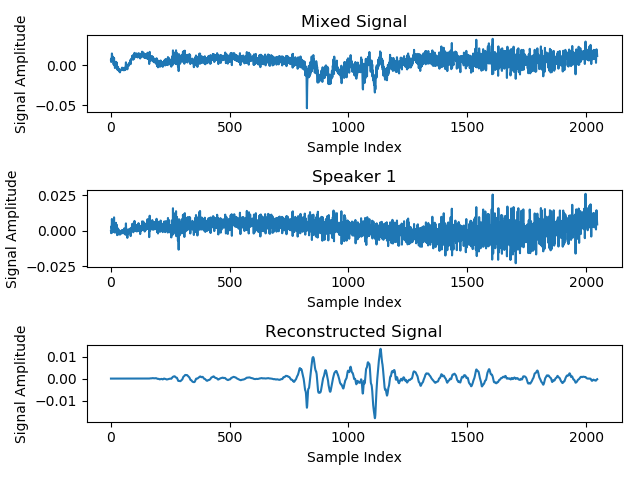 Mixed Signal
Signal Amplitude
0.00
−0.05
0
500
1000
1500
2000
Sample Index
Speaker 1
Signal Amplitude
0.025
0.000
−0.025
0
500
1000
1500
2000
Sample Index
Reconstructed Signal
Signal Amplitude
0.01
0.00
−0.01
0
500
1000
1500
2000
Sample Index